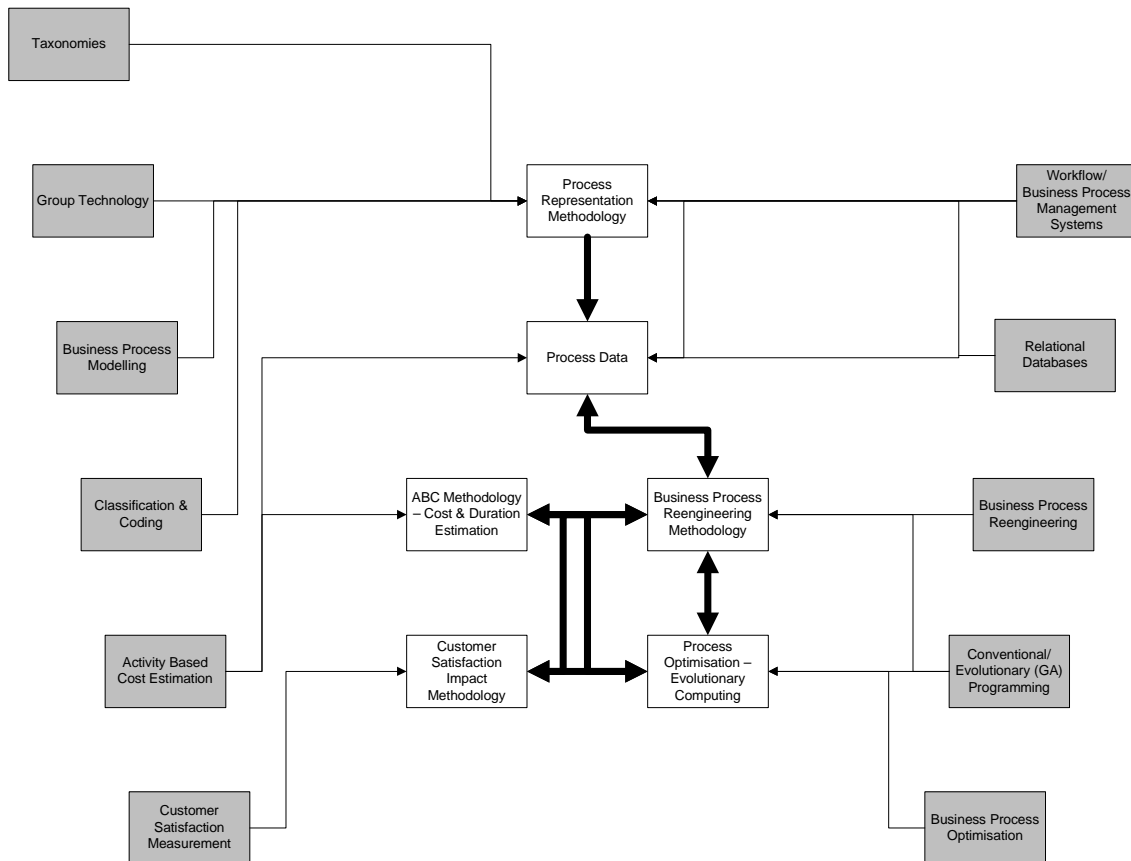 Taxonomies
Group Technology
Process
Representation
Methodology
Workflow/
Business Process
Management
Systems
Business Process
Modelling
Process Data
Relational
Databases
Classification &
Coding
ABC Methodology
– Cost & Duration
Estimation
Business Process
Reengineering
Methodology
Business Process
Reengineering
Activity Based
Cost Estimation
Customer
Satisfaction
Impact
Methodology
Process
Optimisation –
Evolutionary
Computing
Conventional/
Evolutionary (GA)
Programming
Customer
Satisfaction
Measurement
Business Process
Optimisation